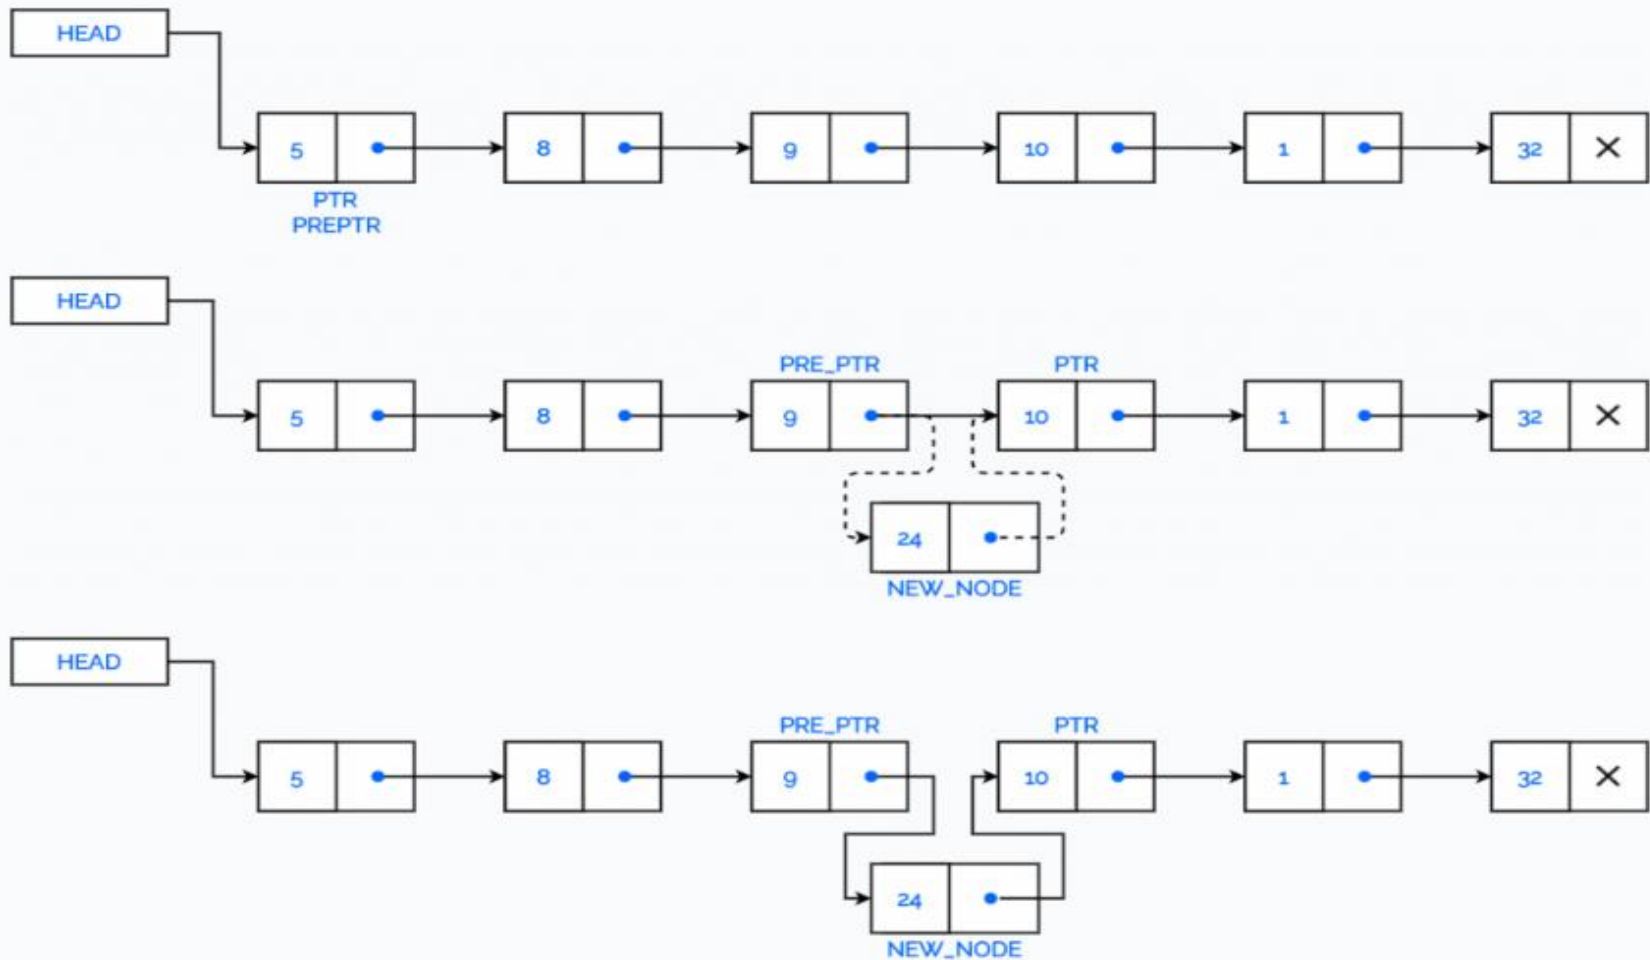 HEAD
5 8 9 10 1 32 X
PTR
PREPTR
HEAD
PRE_PTR PTR
5 8 9 10 1 32 X
24
NEW_NODE
HEAD
PRE_PTR PTR
5 8 9 10 1 32 X
24
NEW_NODE